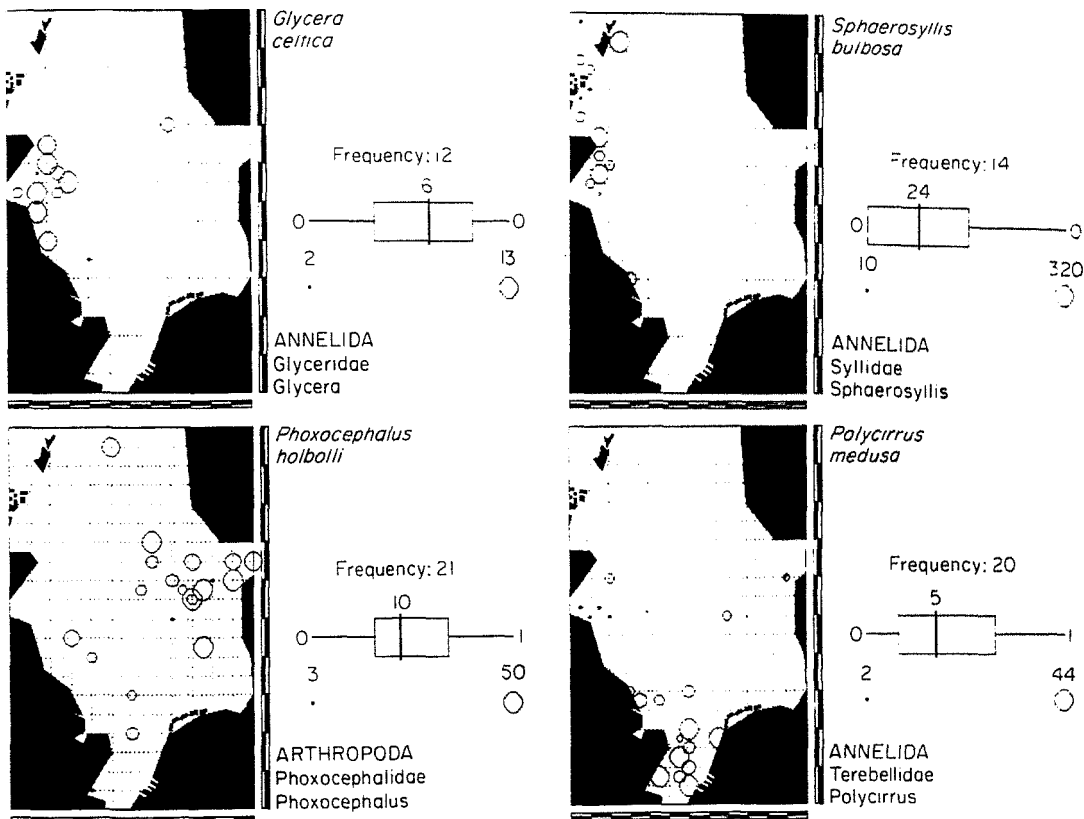 Glycera
celtica
Frequency: 12
6
0 0
2 13
ANNELIDA
Glyceridae
Glycera
Sphaerosyllis
bulbosa
Frequency: 14
24
0 0
10 320
ANNELIDA
Syllidae
Sphaerosyllis
Phoxocephalus
holbolli
Frequency: 21
10
0 1
3 50
ARTHROPODA
Phoxocephalidae
Phoxocephalus
Polycirrus
medusa
Frequency: 20
5
0 1
2 44
ANNELIDA
Terebellidae
Polycirrus